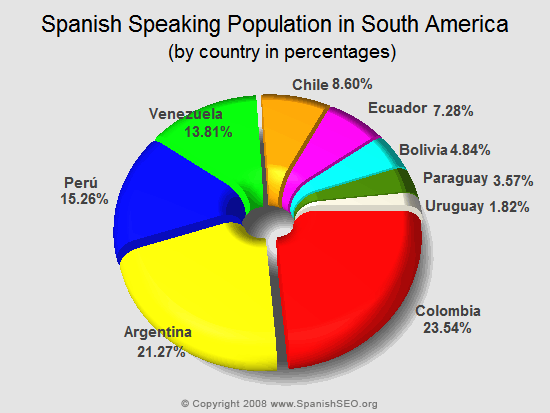 Spanish Speaking Population in South America
(by country in percentages)
Chile 8.60%
Ecuador 7.28%
Venezuela
13.81%
Bolivia 4.84%
Paraguay 3.57%
Perú
15.26%
Uruguay 1.82%
Colombia
23.54%
Argentina
21.27%
© Copyright 2008 www.SpanishSEO.org